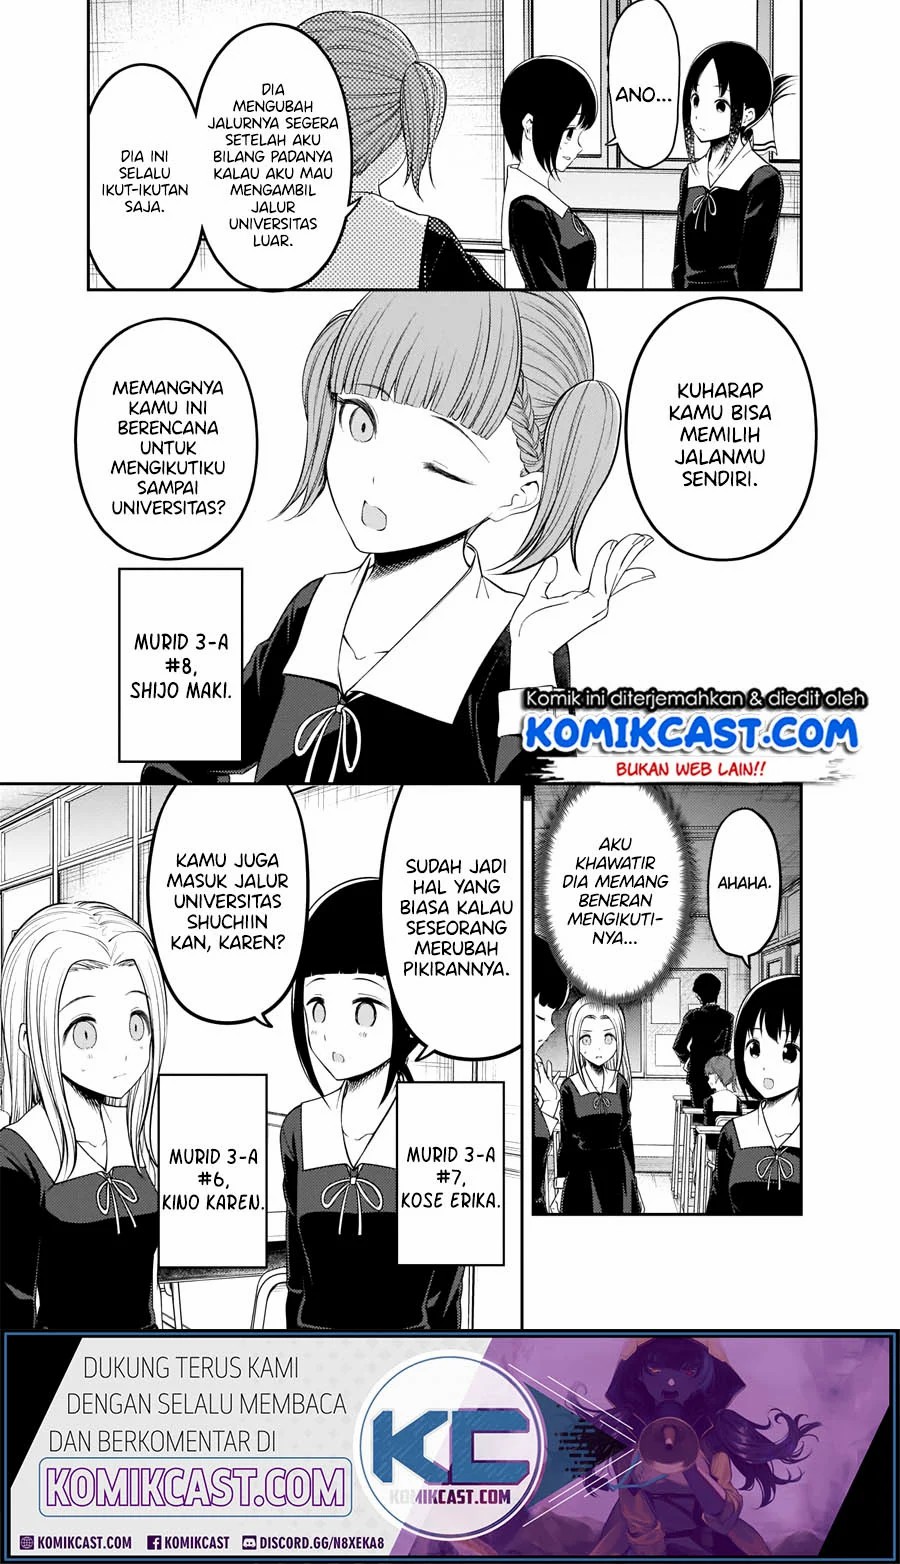 ANO...
DIA
MENGUBAH
JALURNYA SEGERA
SETELAH AKU
BILANG PADANYA
KALAU AKU MAU
MENGAMBIL
JALUR
UNIVERSITAS
LUAR.
DIA INI
SELALU
IKUT-IKUTAN
SAJA.
KUHARAP
KAMU BISA
MEMILIH
JALANMU
SENDIRI.
MEMANGNYA
KAMU INI
BERENCANA
UNTUK
MENGIKUTIKU
SAMPAI
UNIVERSITAS?
MURID 3-A
#8,
SHIJO MAKI.
Komik ini diterjemahkan & diedit oleh
KOMIKCAST.COM
BUKAN WEB LAIN!!
AHAHA.
AKU
KHAWATIR
DIA MEMANG
BENERAN
MENGIKUTI-
NYA...
SUDAH JADI
HAL YANG
BIASA KALAU
SESEORANG
MERUBAH
PIKIRANNYA.
KAMU JUGA
MASUK JALUR
UNIVERSITAS
SHUCHIIN
KAN, KAREN?
MURID 3-A
#7,
KOSE ERIKA.
MURID 3-A
#6,
KINO KAREN.
DUKUNG TERUS KAMI
DENGAN SELALU MEMBACA
DAN BERKOMENTAR DI
KOMIKCAST.COM
KC
KOMIKCAST.COM
KOMIKCAST.COM KOMIKCAST DISCORD.GG/N8XEKA8